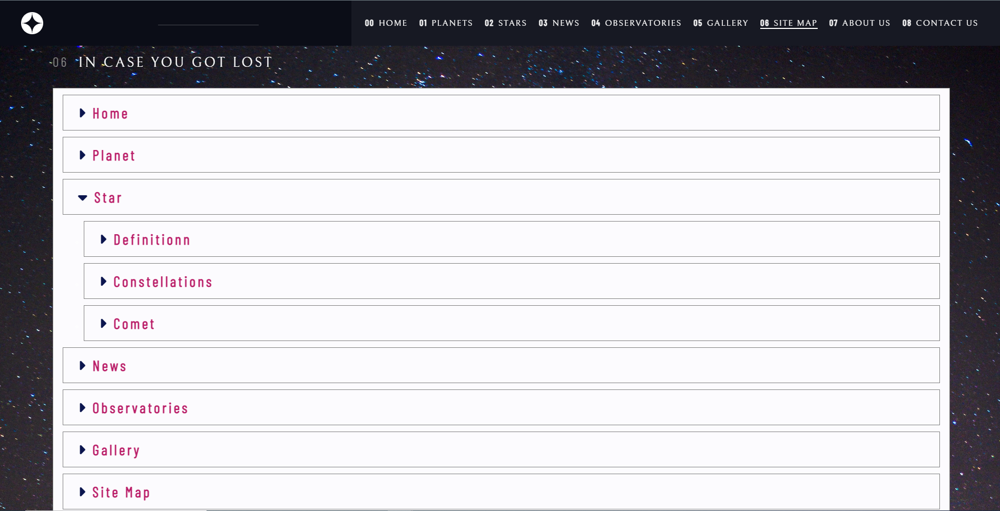 00 HOME 01 PLANETS 02 STARS 03 NEWS 04 OBSERVATORIES 05 GALLERY 06 SITE MAP 07 ABOUT US 08 CONTACT US
06 IN CASE YOU GOT LOST
Home
Planet
Star
Definitionn
Constellations
Comet
News
Observatories
Gallery
Site Map